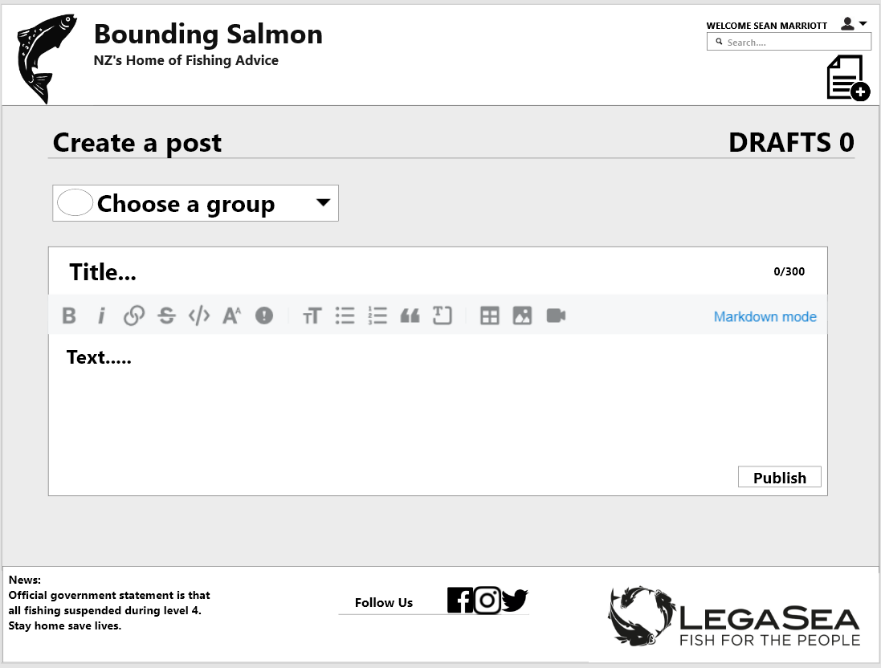 Bounding Salmon
NZ's Home of Fishing Advice
WELCOME SEAN MARRIOTT
Search....
Create a post
DRAFTS 0
Choose a group
Title...
0/300
B i S </> AA TT T
Markdown mode
Text.....
Publish
News:
Official government statement is that
all fishing suspended during level 4.
Stay home save lives.
Follow Us
LEGASEA
FISH FOR THE PEOPLE